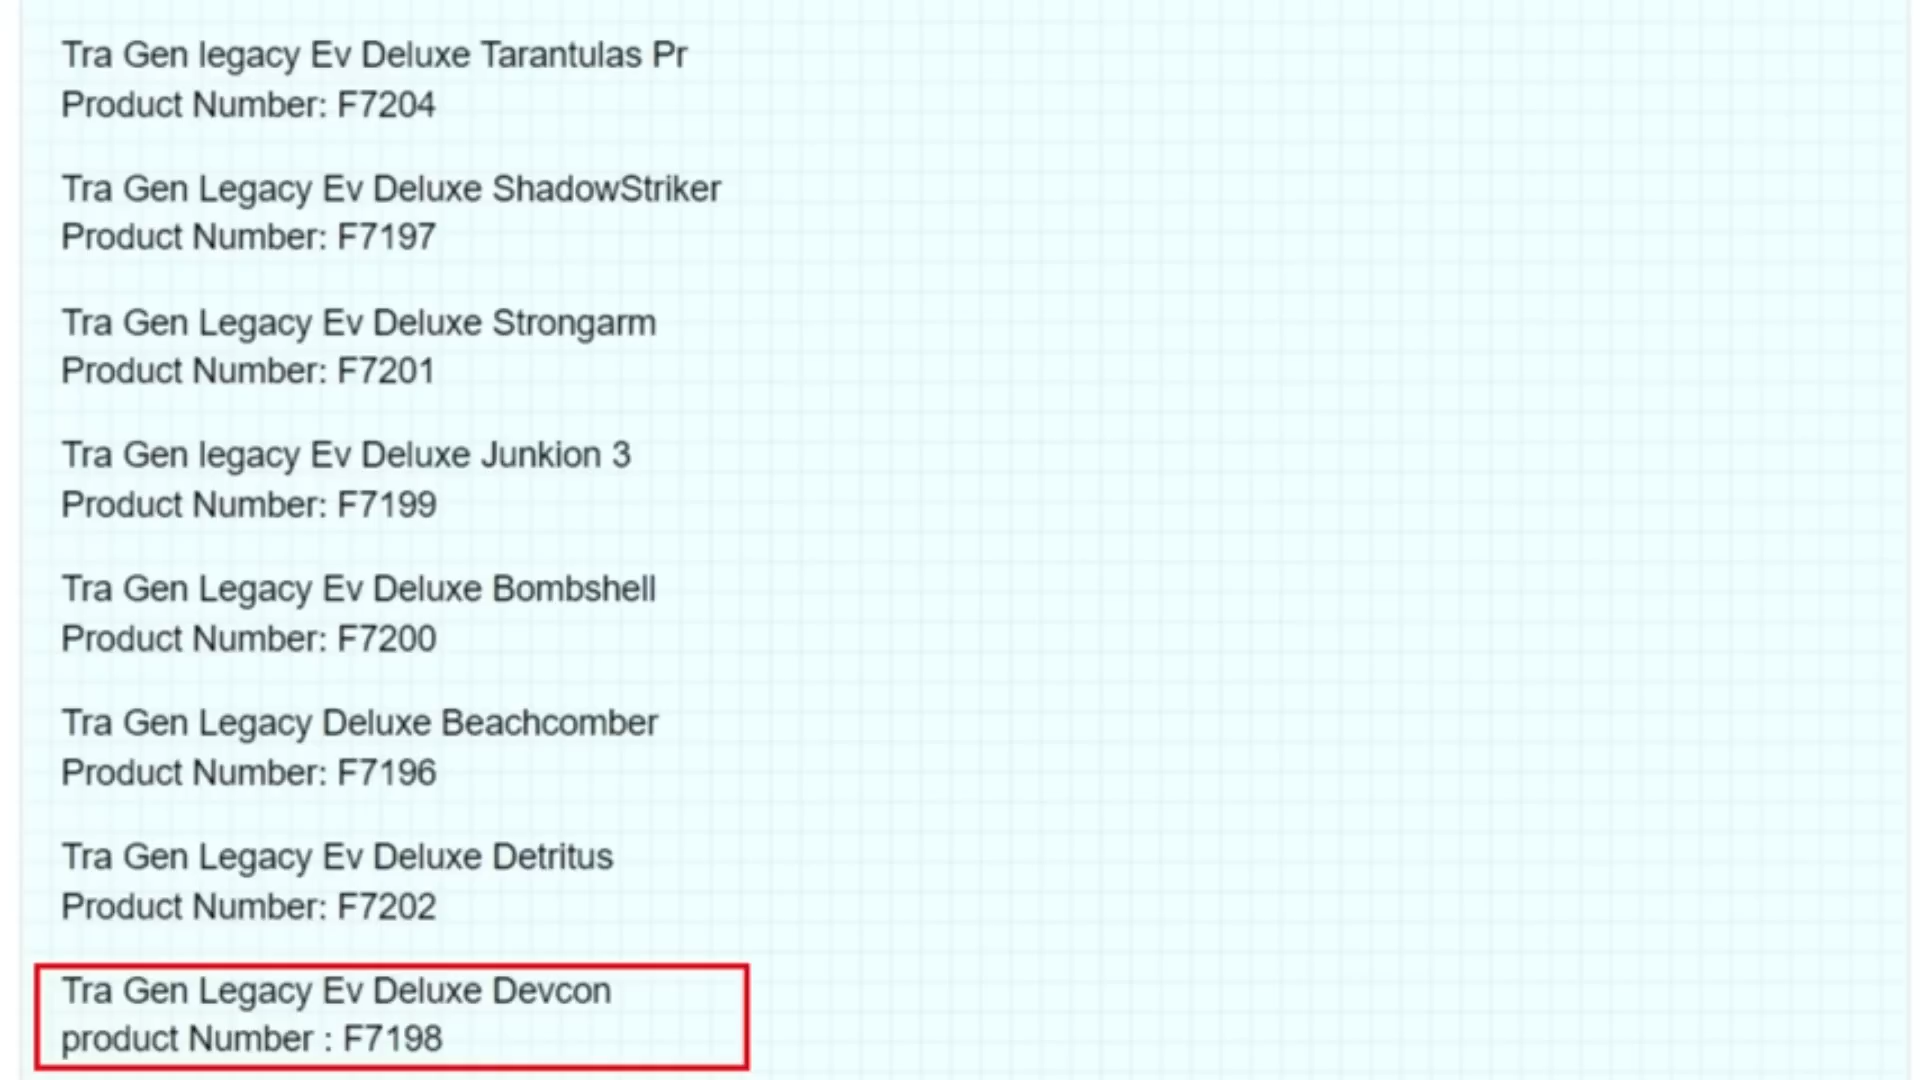 Tra Gen legacy Ev Deluxe Tarantulas Pr
Product Number: F7204
Tra Gen Legacy Ev Deluxe ShadowStriker
Product Number: F7197
Tra Gen Legacy Ev Deluxe Strongarm
Product Number: F7201
Tra Gen legacy Ev Deluxe Junkion 3
Product Number: F7199
Tra Gen Legacy Ev Deluxe Bombshell
Product Number: F7200
Tra Gen Legacy Deluxe Beachcomber
Product Number: F7196
Tra Gen Legacy Ev Deluxe Detritus
Product Number: F7202
Tra Gen Legacy Ev Deluxe Devcon
product Number : F7198